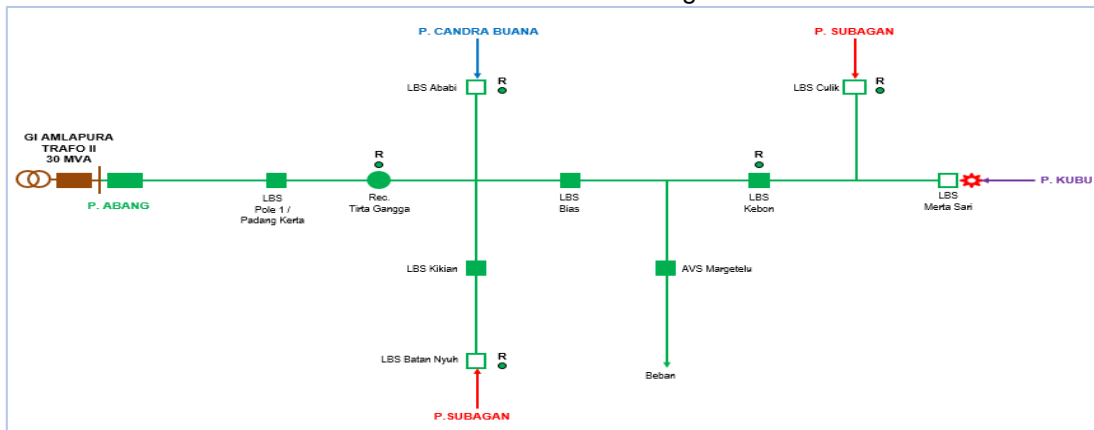 P. CANDRA BUANA
P. SUBAGAN
LBS Ababi
R
LBS Culik
R
GI AMLAPURA
TRAFO II
30 MVA
P. ABANG
LBS
Pole 1 /
Padang Kerta
R
Rec.
Tirta Gangga
LBS
Bias
R
LBS
Kebon
LBS
Merta Sari
P. KUBU
LBS Kikian
AVS Margetelu
LBS Batan Nyuh
R
Beban
P.SUBAGAN